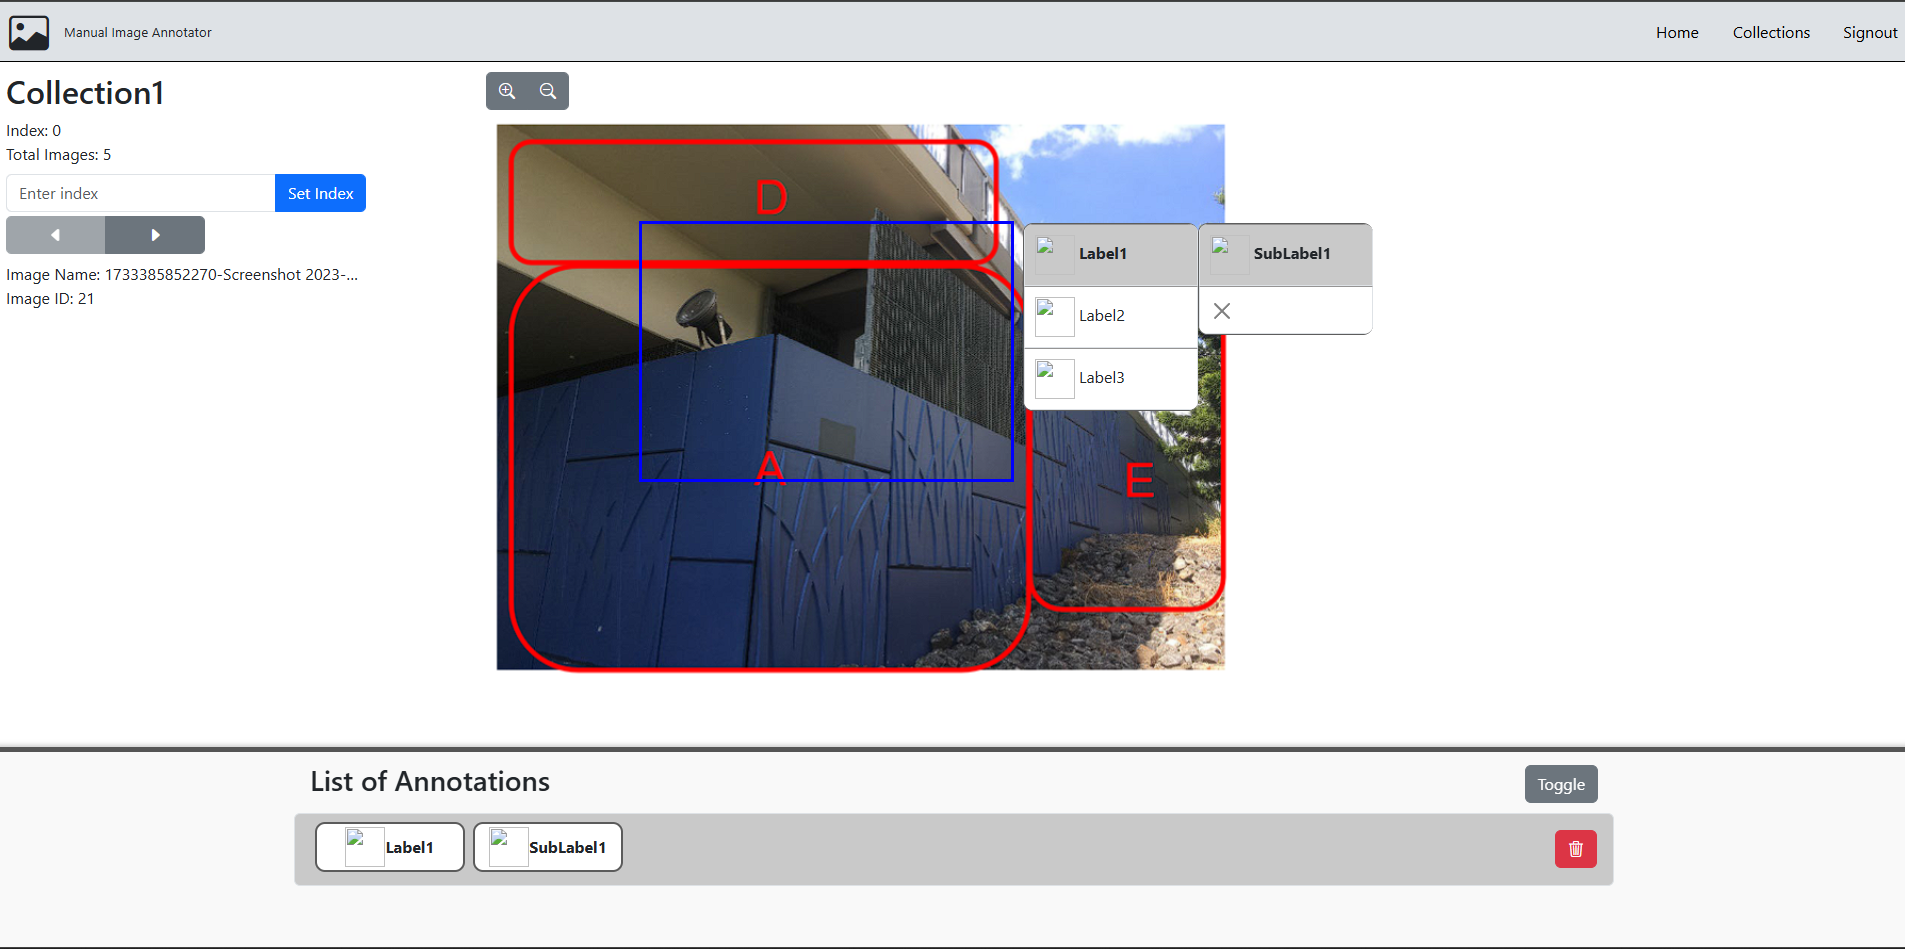 Manual Image Annotator
Home
Collections
Signout
Collection1
Index: 0
Total Images: 5
Enter index
Set Index
Image Name: 1733385852270-Screenshot 2023-...
Image ID: 21
D
Label1
SubLabel1
Label2
Label3
A
E
List of Annotations
Toggle
Label1
SubLabel1